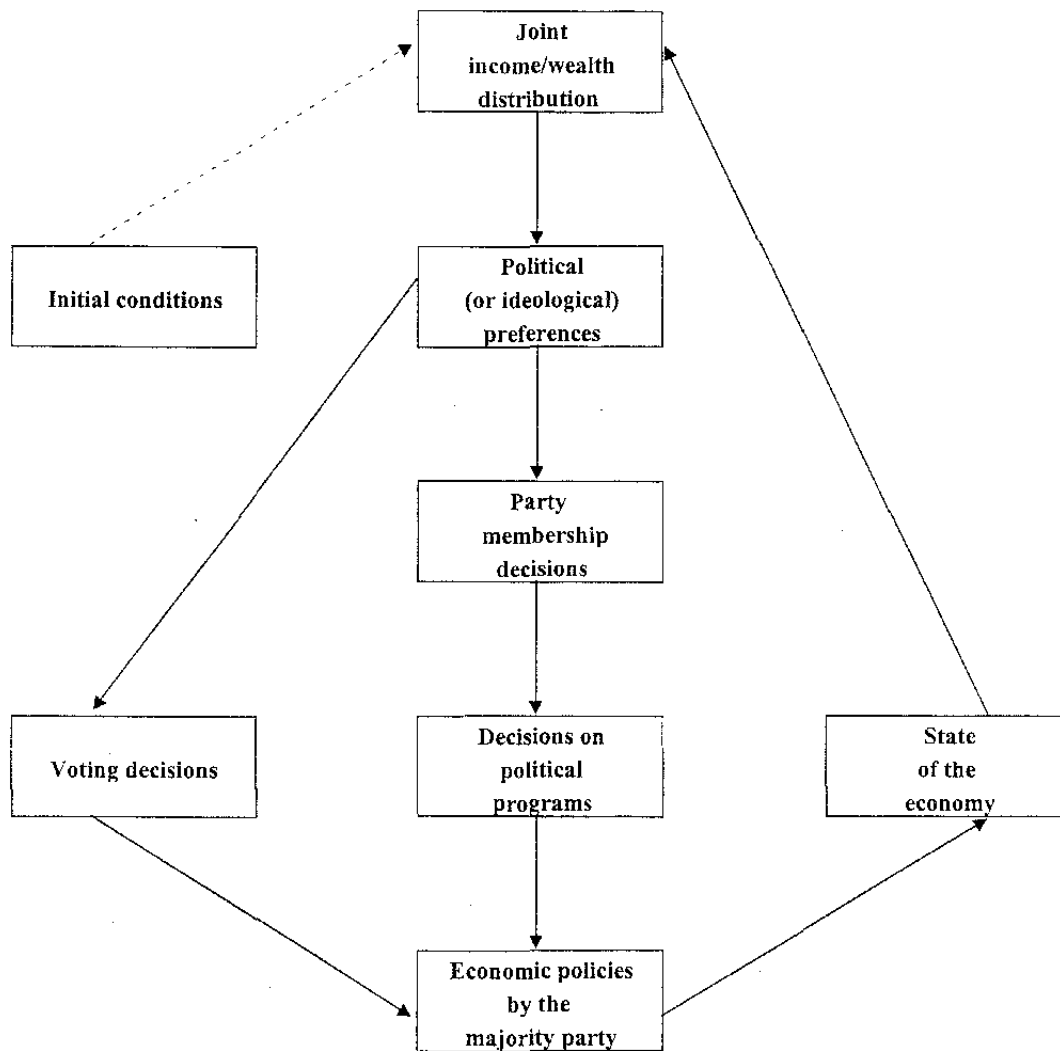 Joint
income/wealth
distribution
Initial conditions
Political
(or ideological)
preferences
Party
membership
decisions
Voting decisions
Decisions on
political
programs
State
of the
economy
Economic policies
by the
majority party